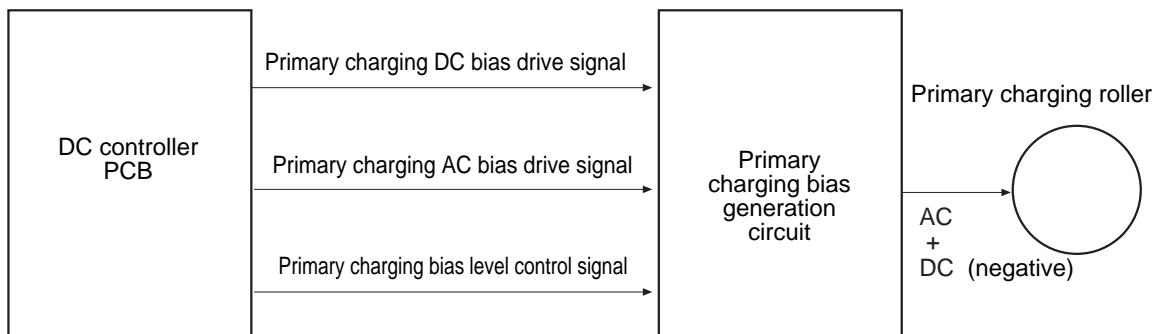 DC controller
PCB
Primary charging DC bias drive signal
Primary charging AC bias drive signal
Primary charging bias level control signal
Primary
charging bias
generation
circuit
Primary charging roller
AC
+
DC (negative)